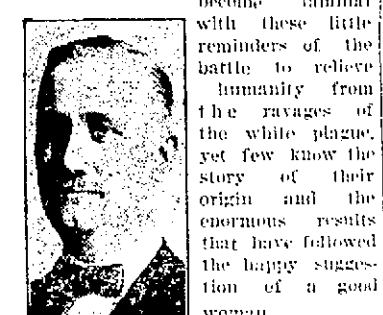 become familiar
with these little
reminders of the
battle to relieve
humanity from
the ravages of
the white plague,
yet few know the
story of their
origin and the
enormous results
that have followed
the happy sugges-
tion of a good
woman